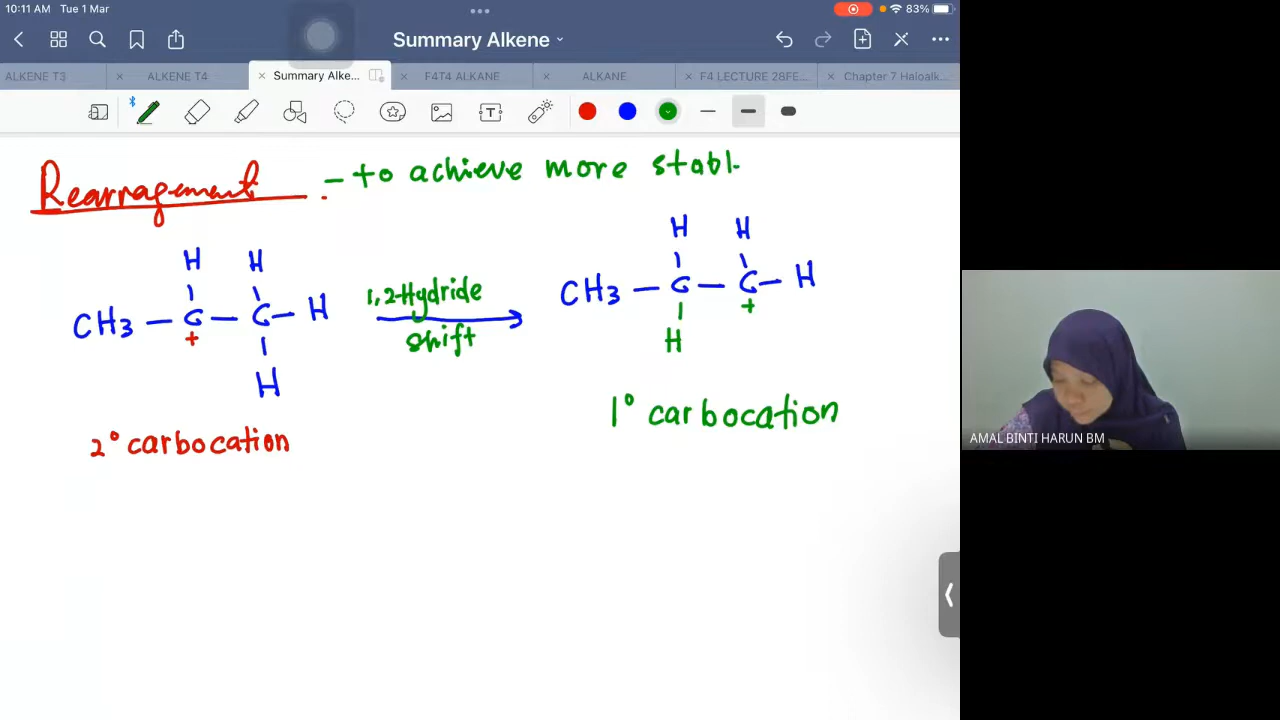 10:11 AM Tue 1 Mar
83%
Summary Alkene
ALKENE T3
ALKENE T4
Summary Alke...
F4T4 ALKANE
ALKANE
F4 LECTURE 28FE...
Chapter 7 Haloalk...
Rearragement : - to achieve more stabl
H H
CH3 - C - C - H
+
H
2° carbocation
1,2-Hydride
shift
H H
CH3 - C - C - H
+
H
1° carbocation
AMAL BINTI HARUN BM